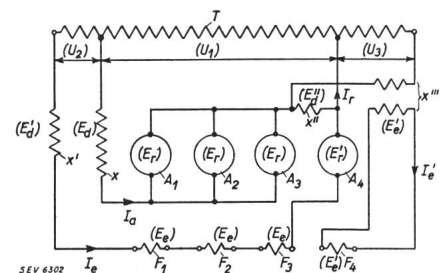 T
(U₂) (U₁) (U₃)
(E'd) (Ed) (E''d) Ir x'''
x'' (E'e)
(Er) (Er) (Er) (E'r)
x' x A₁ A₂ A₃ A₄
Ia I'e
(Ee) (Ee) (Ee)
Ie F₁ F₂ F₃ (E'e) F₄
SEV 6302